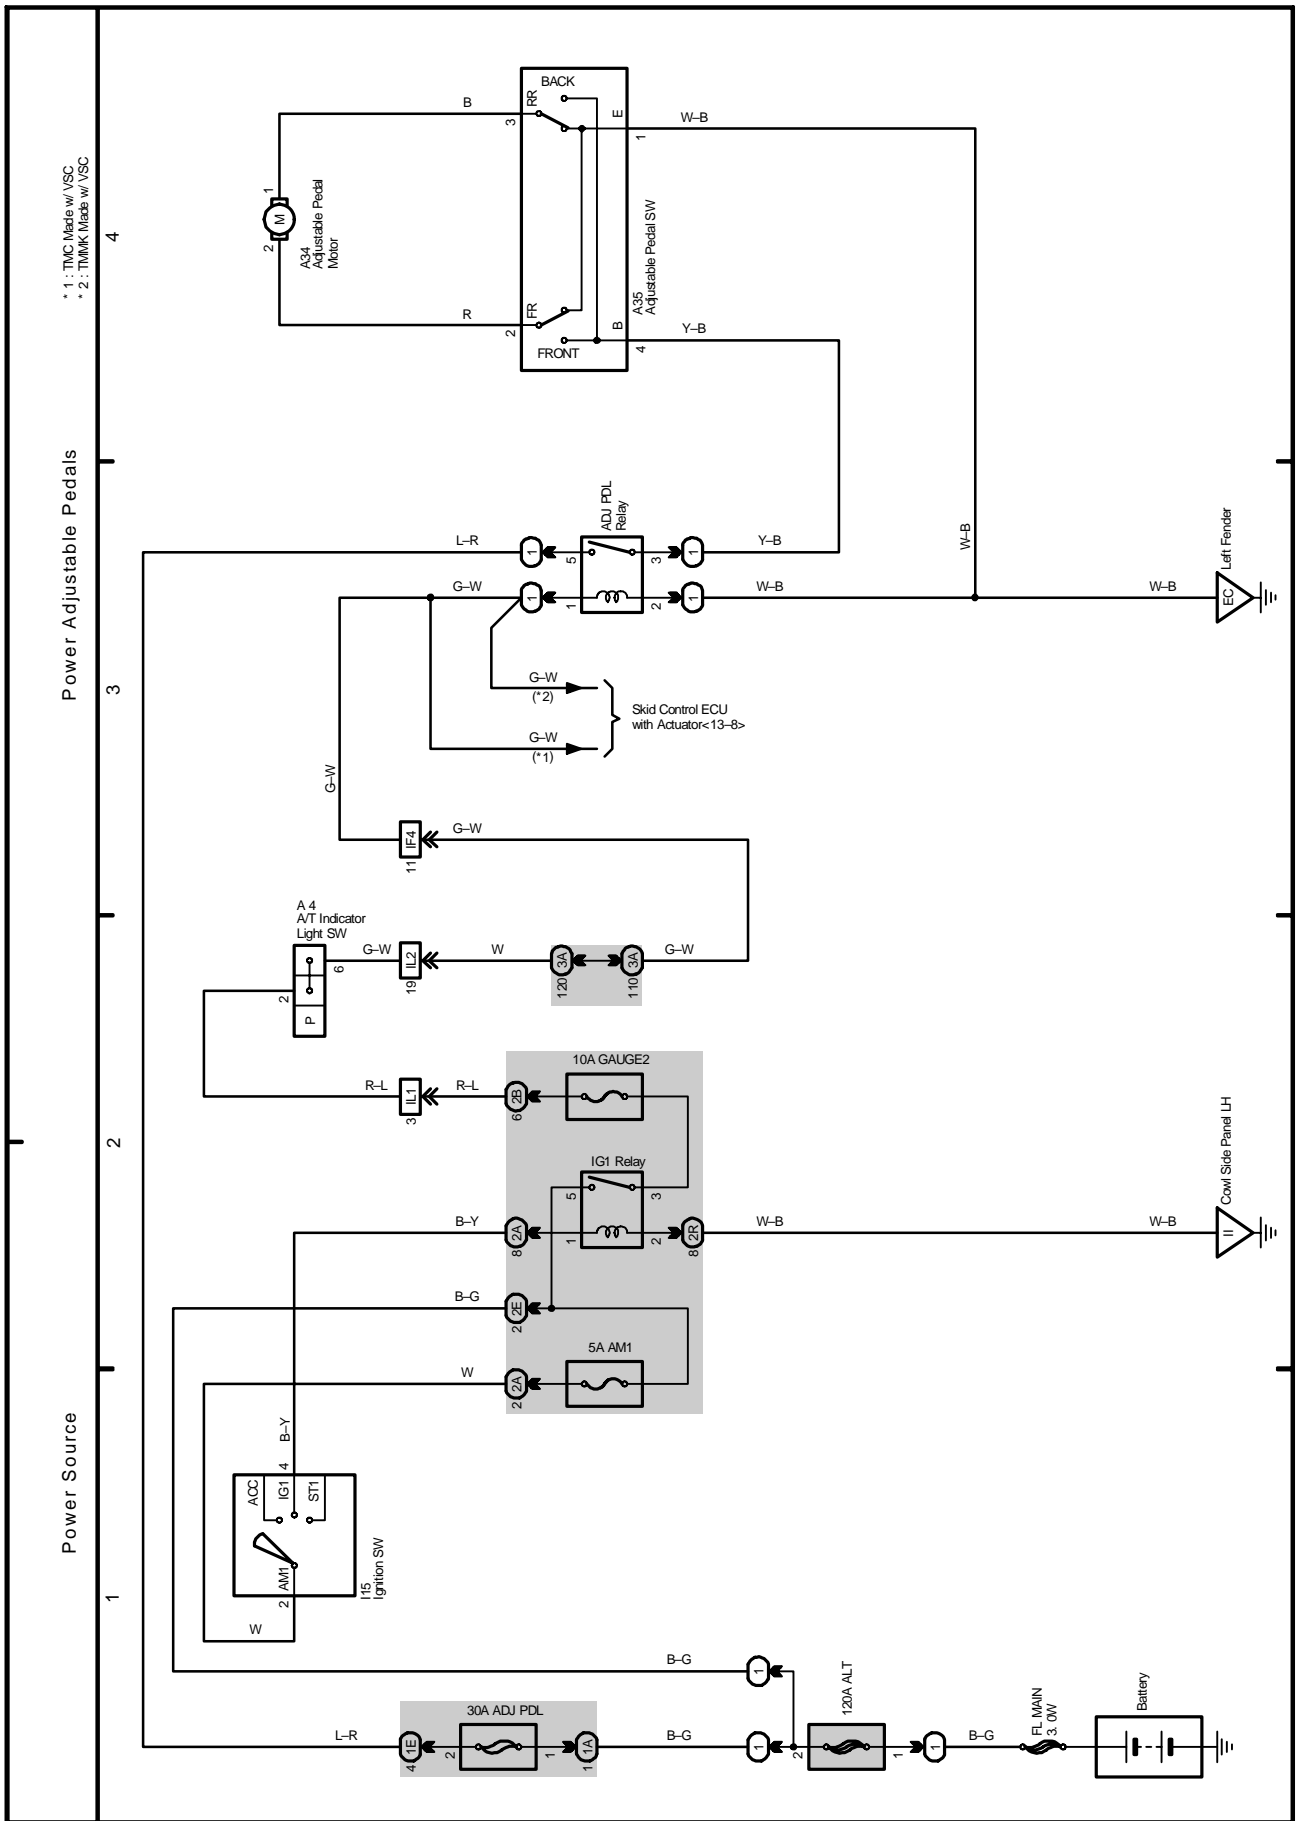 Power Source
Power Adjustable Pedals
1
2
3
4
* 1 : TMC Made w/ VSC
* 2 : TMMK Made w/ VSC
BACK
B
3
RR
E
1
W–B
1
M
2
A34
Adjustable Pedal
Motor
R
2
FR
FRONT
B
4
A35
Adjustable Pedal SW
Y–B
L–R
1
5
3
1
Y–B
ADJ PDL
Relay
G–W
1
1
2
1
W–B
W–B
W–B
EC
Left Fender
G–W
(*2)
G–W
(*1)
Skid Control ECU
with Actuator<13–8>
G–W
IF4
11
G–W
A 4
A/T Indicator
Light SW
2
P
6
G–W
IL2
19
W
3A
120
3A
110
G–W
R–L
IL1
3
R–L
2B
6
10A GAUGE2
IG1 Relay
5
3
1
2
B–Y
2A
8
2R
8
W–B
W–B
II
Cowl Side Panel LH
B–G
2E
2
5A AM1
W
2A
2
B–Y
4
ACC
IG1
ST1
AM1
2
I15
Ignition SW
W
B–G
1
L–R
1E
4
30A ADJ PDL
2
1
1A
1
B–G
1
2
120A ALT
1
1
B–G
FL MAIN
3. 0W
Battery